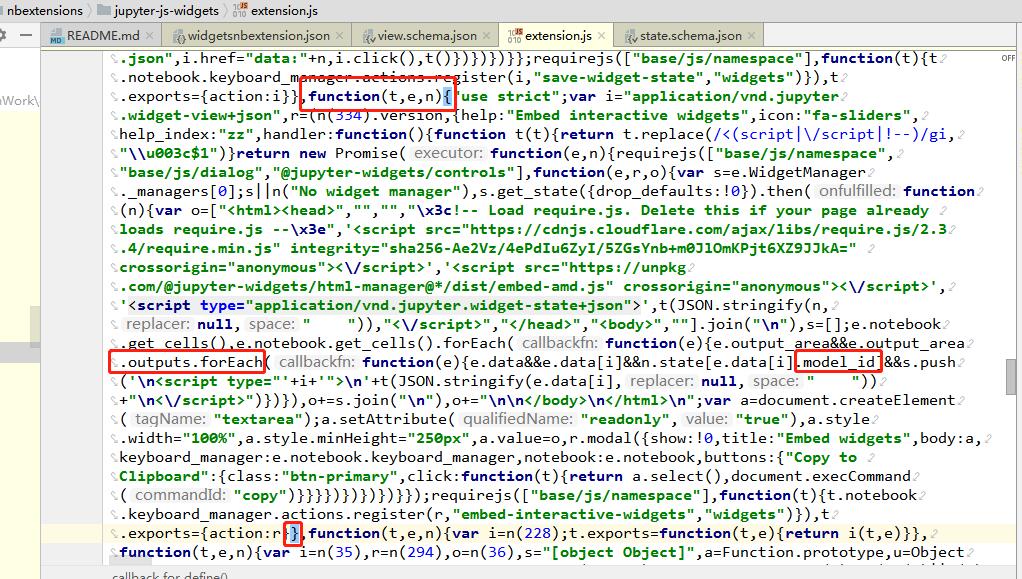 nbextensions › jupyter-js-widgets › extension.js
README.md × widgetsnbextension.json × view.schema.json × extension.js × state.schema.json ×
.json",i.href="data:"+n,i.click(),t()})})})}};requirejs(["base/js/namespace"],function(t){t OFF
.notebook.keyboard_manager.actions.register(i,"save-widget-state","widgets")}),t
.exports={action:i}},function(t,e,n){"use strict";var i="application/vnd.jupyter
.widget-view+json",r=(n(334).version,{help:"Embed interactive widgets",icon:"fa-sliders",
help_index:"zz",handler:function(){function t(t){return t.replace(/<(script|\/script|!--)/gi,
"\\u003c$1")}return new Promise( executor: function(e,n){requirejs(["base/js/namespace",
"base/js/dialog","@jupyter-widgets/controls"],function(e,r,o){var s=e.WidgetManager
._managers[0];s||n("No widget manager"),s.get_state({drop_defaults:!0}).then( onfulfilled: function
(n){var o=["<html><head>","","","\x3c!-- Load require.js. Delete this if your page already
loads require.js --\x3e",'<script src="https://cdnjs.cloudflare.com/ajax/libs/require.js/2.3
.4/require.min.js" integrity="sha256-Ae2Vz/4ePdIu6ZyI/5ZGsYnb+m0JlOmKPjt6XZ9JJkA="
crossorigin="anonymous"><\/script>','<script src="https://unpkg
.com/@jupyter-widgets/html-manager@*/dist/embed-amd.js" crossorigin="anonymous"><\/script>',
'<script type="application/vnd.jupyter.widget-state+json">',t(JSON.stringify(n,
replacer: null, space: "    ")),"<\/script>","</head>","<body>",""].join("\n"),s=[];e.notebook
.get_cells(),e.notebook.get_cells().forEach( callbackfn: function(e){e.output_area&&e.output_area
.outputs.forEach( callbackfn: function(e){e.data&&e.data[i]&&n.state[e.data[i].model_id]&&s.push
('\n<script type="'+i+'">\n'+t(JSON.stringify(e.data[i], replacer: null, space: "    "))
+"\n<\/script>")})}),o+=s.join("\n"),o+="\n\n</body>\n</html>\n";var a=document.createElement
( tagName: "textarea");a.setAttribute( qualifiedName: "readonly", value: "true"),a.style
.width="100%",a.style.minHeight="250px",a.value=o,r.modal({show:!0,title:"Embed widgets",body:a,
keyboard_manager:e.notebook.keyboard_manager,notebook:e.notebook,buttons:{"Copy to
Clipboard":{class:"btn-primary",click:function(t){return a.select(),document.execCommand
( commandId: "copy")}}}})})})})}});requirejs(["base/js/namespace"],function(t){t.notebook
.keyboard_manager.actions.register(r,"embed-interactive-widgets","widgets")}),t
.exports={action:r}},function(t,e,n){var i=n(228);t.exports=function(t,e){return i(t,e)}},
function(t,e,n){var i=n(35),r=n(294),o=n(36),s="[object Object]",a=Function.prototype,u=Object
callback for define()